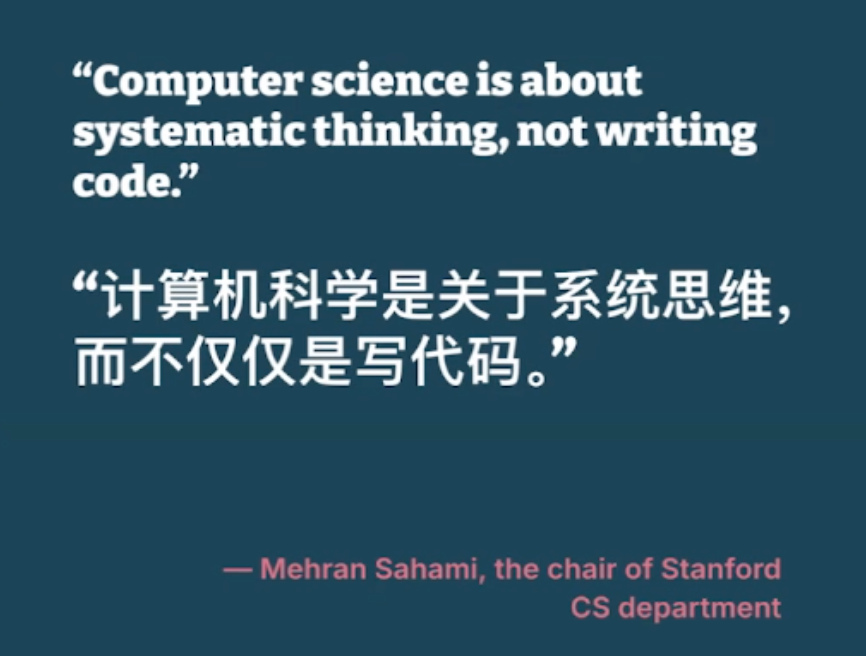 “Computer science is about
systematic thinking, not writing
code.”
“计算机科学是关于系统思维，
而不仅仅是写代码。”
— Mehran Sahami, the chair of Stanford
CS department